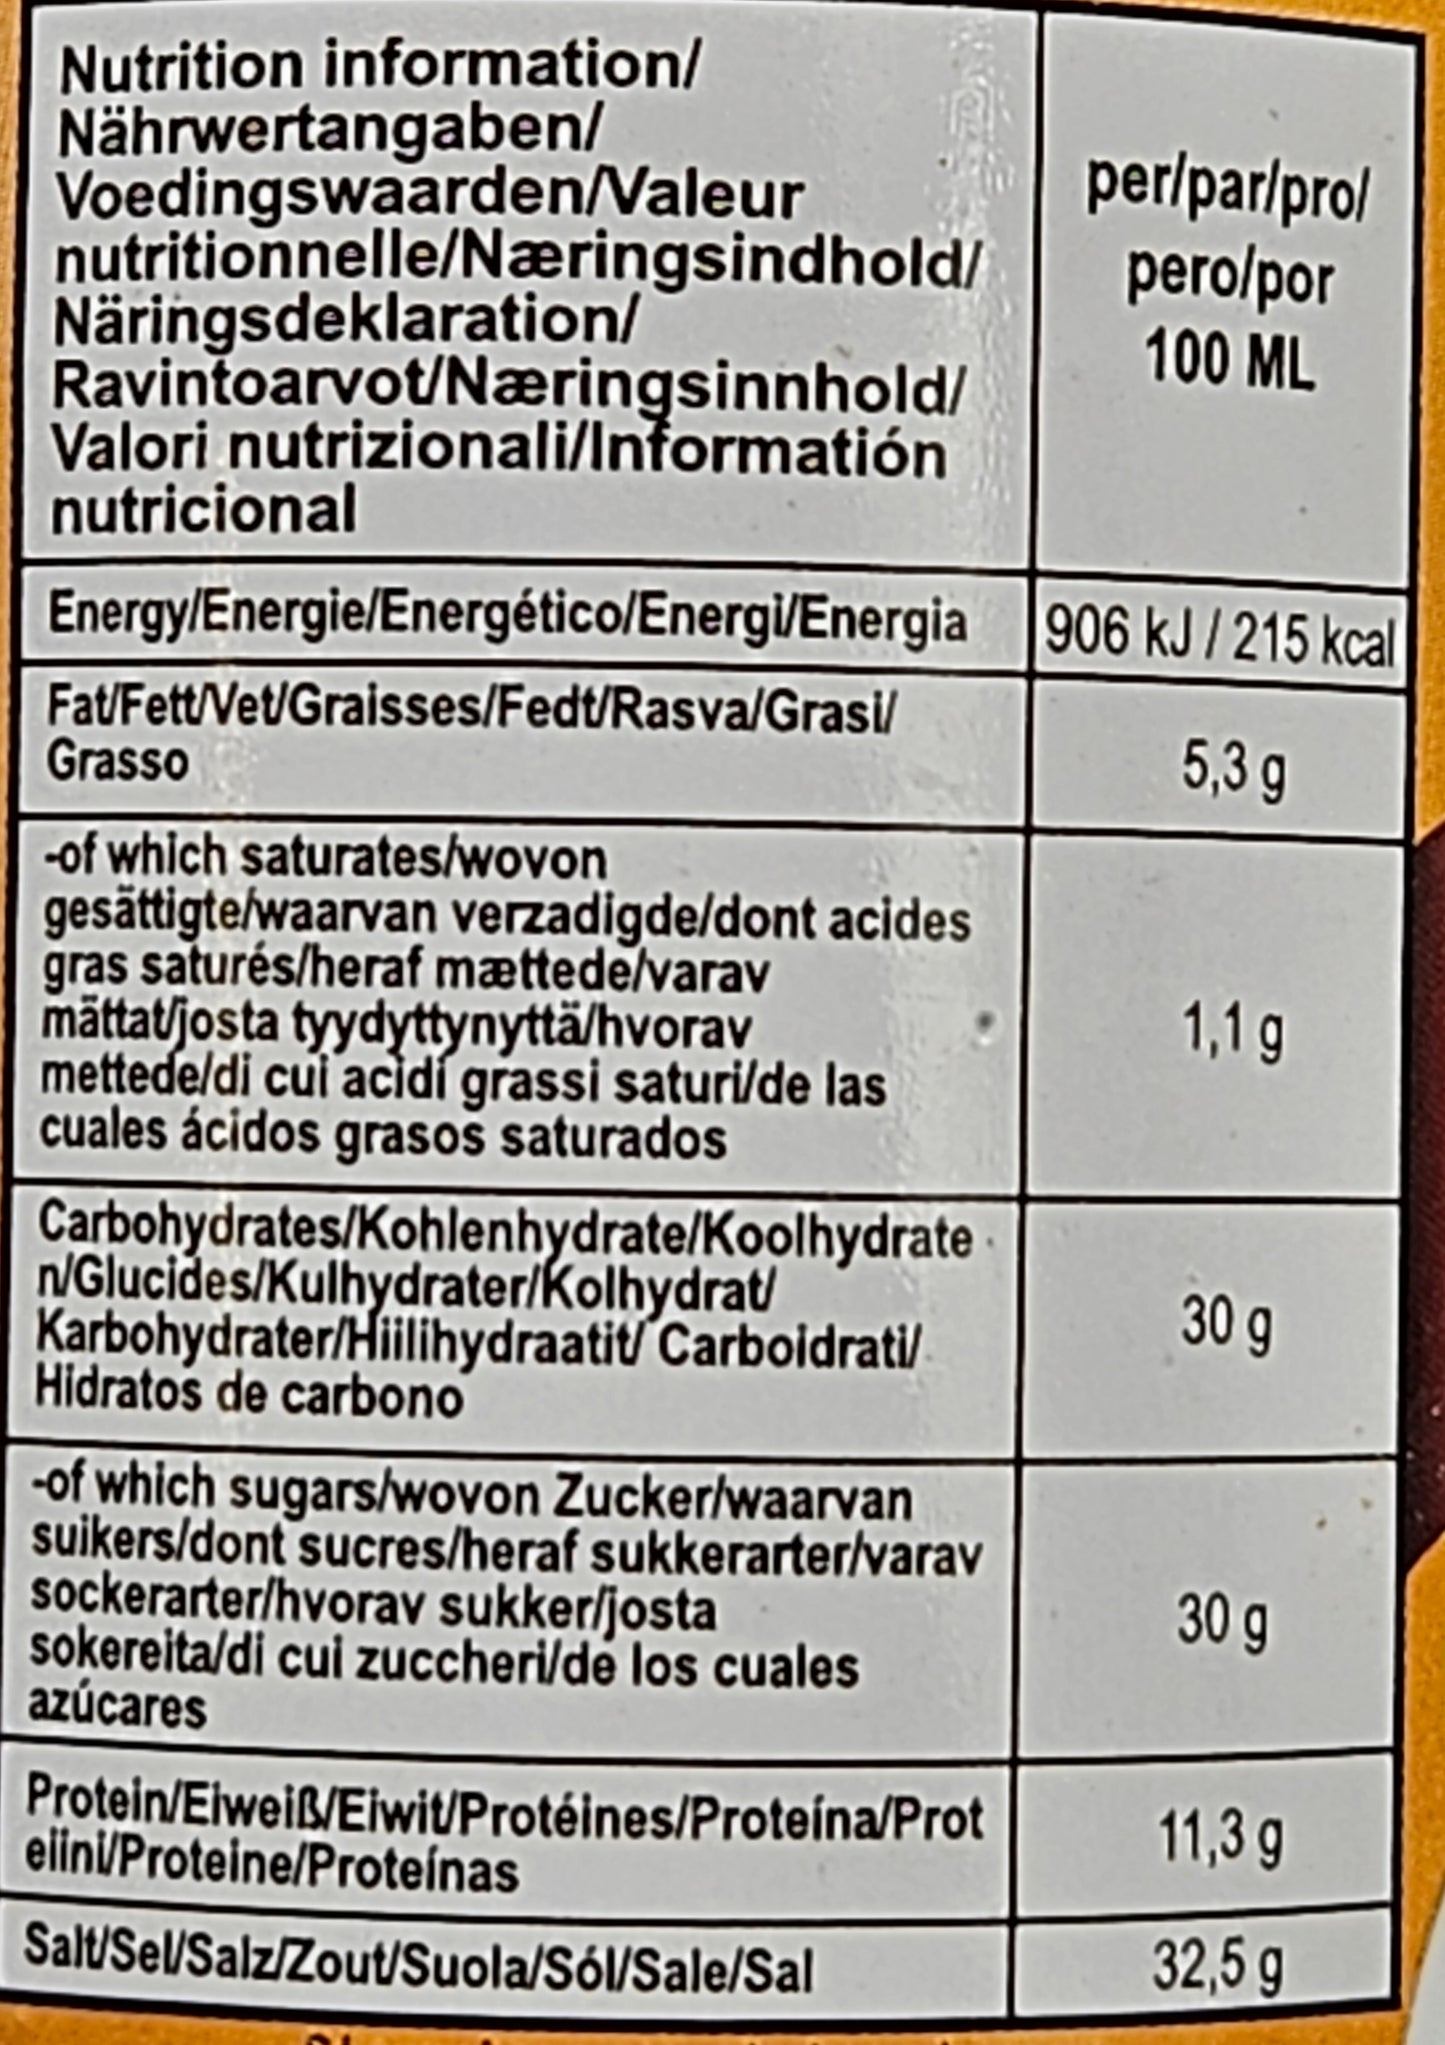 Nutrition information/
Nährwertangaben/
Voedingswaarden/Valeur
nutritionnelle/Næringsindhold/
Näringsdeklaration/
Ravintoarvot/Næringsinnhold/
Valori nutrizionali/Informatión
nutricional
per/par/pro/
pero/por
100 ML
Energy/Energie/Energético/Energi/Energia
906 kJ / 215 kcal
Fat/Fett/Vet/Graisses/Fedt/Rasva/Grasi/
Grasso
5,3 g
-of which saturates/wovon
gesättigte/waarvan verzadigde/dont acides
gras saturés/heraf mættede/varav
mättat/josta tyydyttynyttä/hvorav
mettede/di cui acidi grassi saturi/de las
cuales ácidos grasos saturados
1,1 g
Carbohydrates/Kohlenhydrate/Koolhydrate
n/Glucides/Kulhydrater/Kolhydrat/
Karbohydrater/Hiilihydraatit/ Carboidrati/
Hidratos de carbono
30 g
-of which sugars/wovon Zucker/waarvan
suikers/dont sucres/heraf sukkerarter/varav
sockerarter/hvorav sukker/josta
sokereita/di cui zuccheri/de los cuales
azúcares
30 g
Protein/Eiweiß/Eiwit/Protéines/Proteína/Prot
eiini/Proteine/Proteínas
11,3 g
Salt/Sel/Salz/Zout/Suola/Sól/Sale/Sal
32,5 g